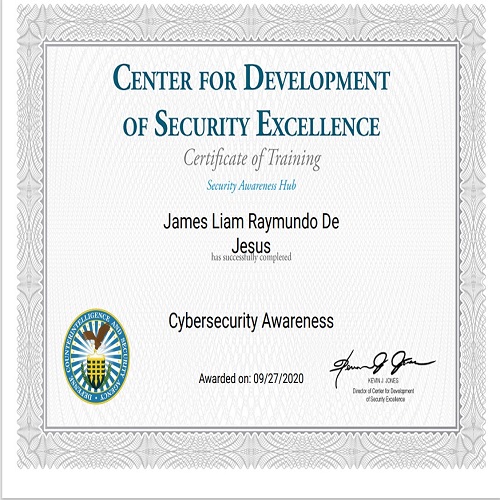 CENTER FOR DEVELOPMENT
OF SECURITY EXCELLENCE
Certificate of Training
Security Awareness Hub
James Liam Raymundo De
Jesus
has successfully completed
Cybersecurity Awareness
DEFENSE COUNTERINTELLIGENCE AND SECURITY AGENCY
Awarded on: 09/27/2020
KEVIN J JONES
Director of Center for Development
of Security Excellence